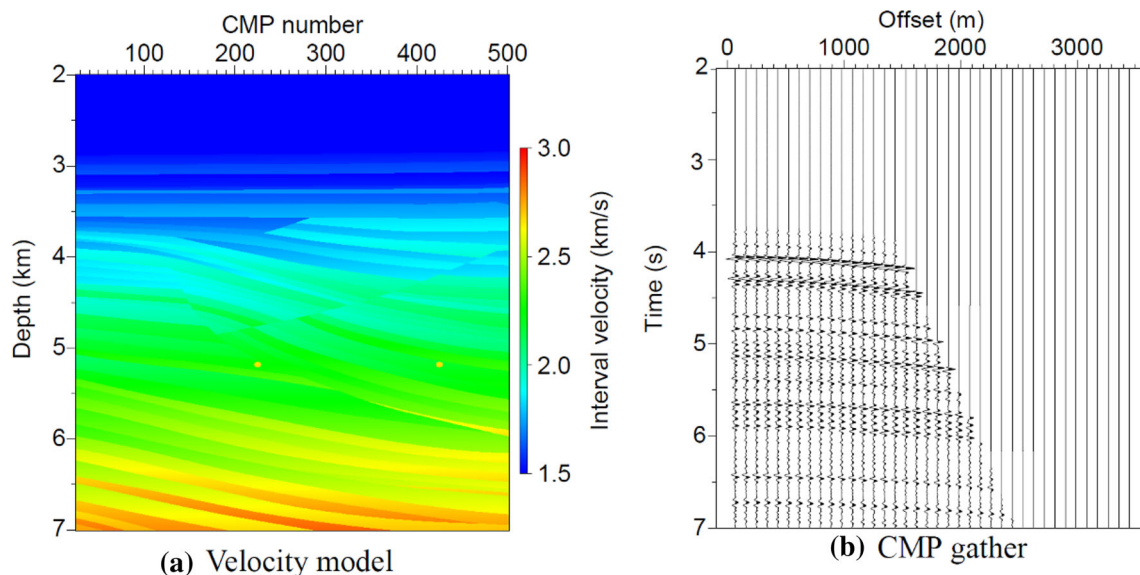 CMP number
100 200 300 400 500
2
3
4
5
6
7
Depth (km)
3.0
2.5
2.0
1.5
Interval velocity (km/s)
(a) Velocity model
Offset (m)
0 1000 2000 3000
2
3
4
5
6
7
Time (s)
(b) CMP gather